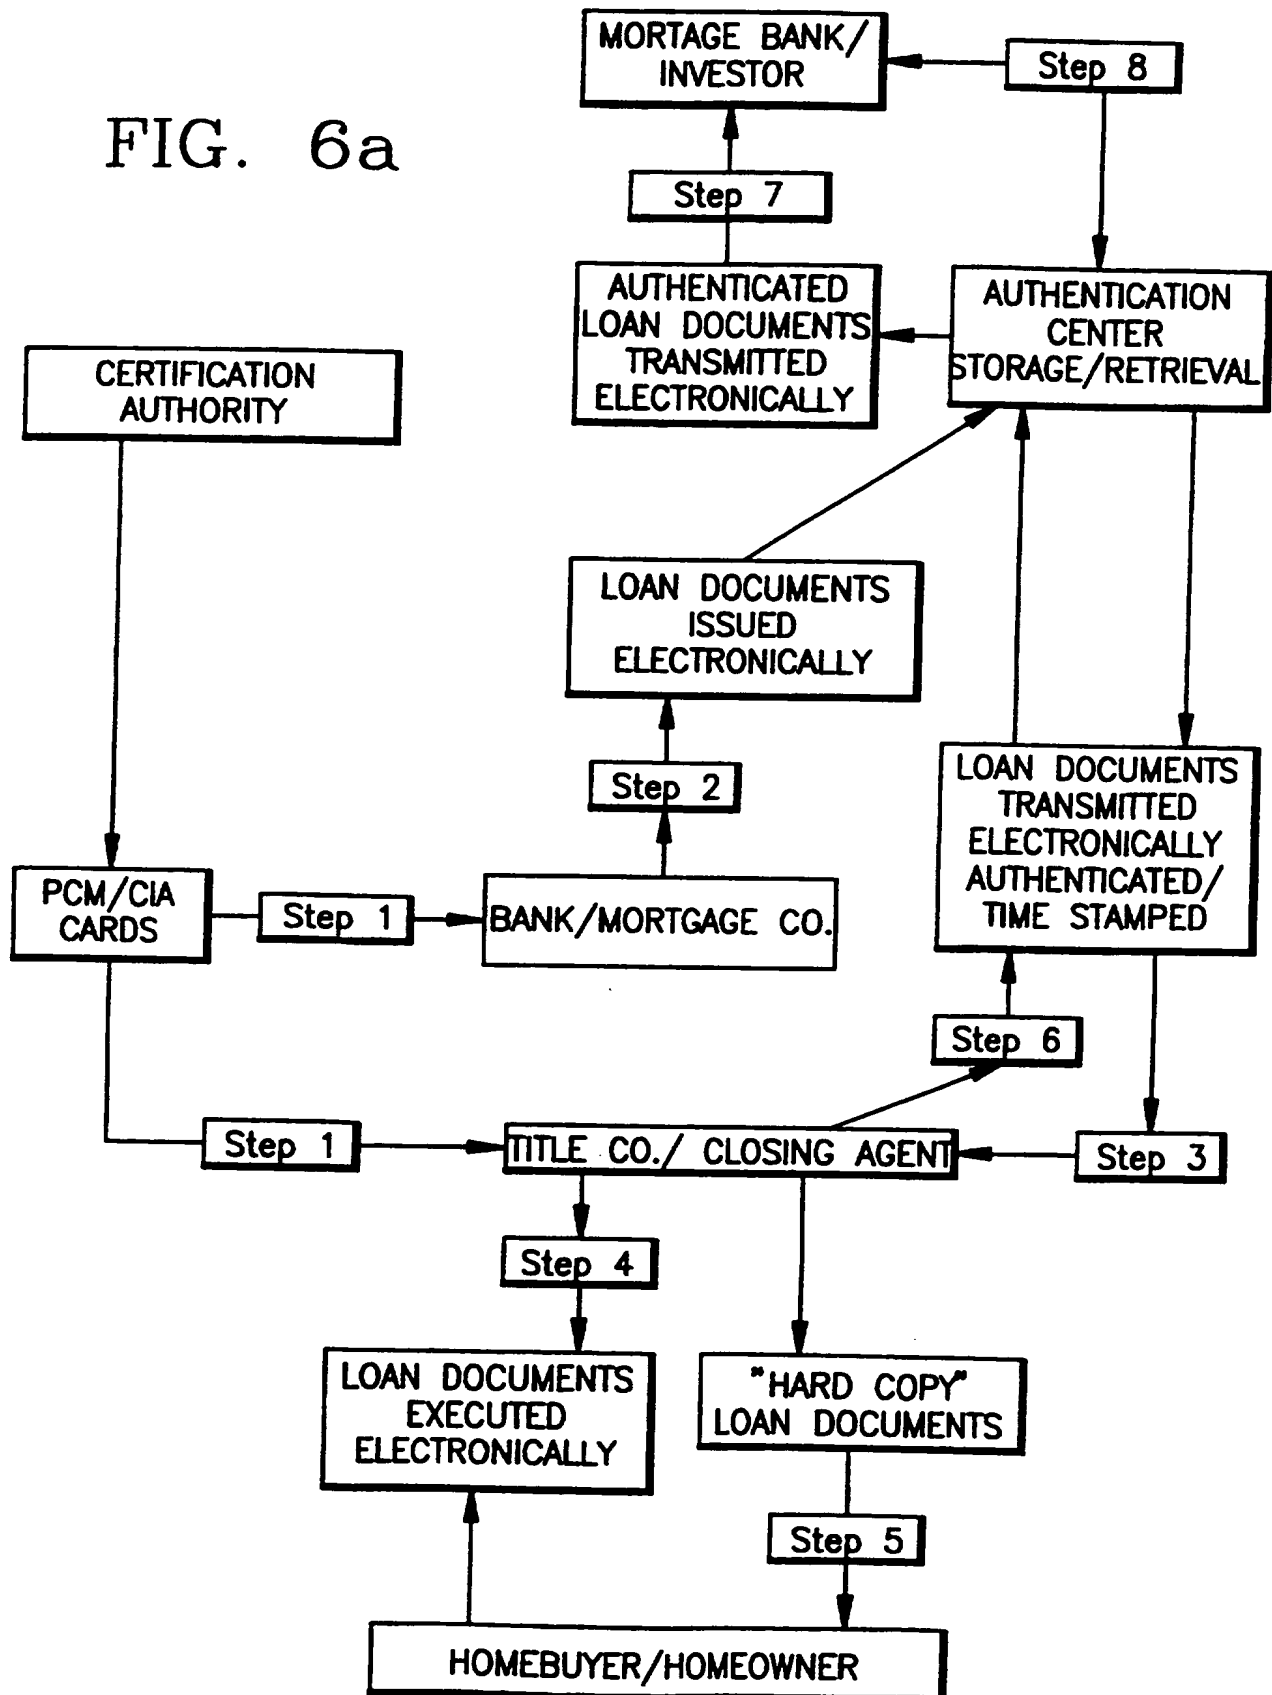 MORTAGE BANK/
INVESTOR
Step 8
FIG. 6a
Step 7
AUTHENTICATED
LOAN DOCUMENTS
TRANSMITTED
ELECTRONICALLY
AUTHENTICATION
CENTER
STORAGE/RETRIEVAL
CERTIFICATION
AUTHORITY
LOAN DOCUMENTS
ISSUED
ELECTRONICALLY
Step 2
LOAN DOCUMENTS
TRANSMITTED
ELECTRONICALLY
AUTHENTICATED/
TIME STAMPED
PCM/CIA
CARDS
Step 1
BANK/MORTGAGE CO.
Step 6
Step 1
TITLE CO./ CLOSING AGENT
Step 3
Step 4
LOAN DOCUMENTS
EXECUTED
ELECTRONICALLY
"HARD COPY"
LOAN DOCUMENTS
Step 5
HOMEBUYER/HOMEOWNER